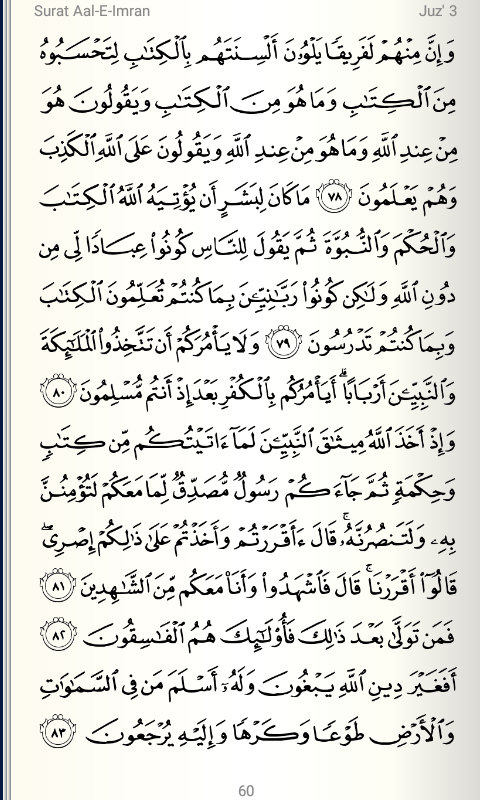 Surat Aal-E-Imran Juz' 3
وَإِنَّ مِنْهُمْ لَفَرِيقًا يَلْوُۥنَ أَلْسِنَتَهُم بِٱلْكِتَٰبِ لِتَحْسَبُوهُ
مِنَ ٱلْكِتَٰبِ وَمَا هُوَ مِنَ ٱلْكِتَٰبِ وَيَقُولُونَ هُوَ
مِنْ عِندِ ٱللَّهِ وَمَا هُوَ مِنْ عِندِ ٱللَّهِ وَيَقُولُونَ عَلَى ٱللَّهِ ٱلْكَذِبَ
وَهُمْ يَعْلَمُونَ ٧٨ مَا كَانَ لِبَشَرٍ أَن يُؤْتِيَهُ ٱللَّهُ ٱلْكِتَٰبَ
وَٱلْحُكْمَ وَٱلنُّبُوَّةَ ثُمَّ يَقُولَ لِلنَّاسِ كُونُوا۟ عِبَادًا لِّى مِن
دُونِ ٱللَّهِ وَلَٰكِن كُونُوا۟ رَبَّٰنِيِّۦنَ بِمَا كُنتُمْ تُعَلِّمُونَ ٱلْكِتَٰبَ
وَبِمَا كُنتُمْ تَدْرُسُونَ ٧٩ وَلَا يَأْمُرَكُمْ أَن تَتَّخِذُوا۟ ٱلْمَلَٰٓئِكَةَ
وَٱلنَّبِيِّۦنَ أَرْبَابًا ۗ أَيَأْمُرُكُم بِٱلْكُفْرِ بَعْدَ إِذْ أَنتُم مُّسْلِمُونَ ٨٠
وَإِذْ أَخَذَ ٱللَّهُ مِيثَٰقَ ٱلنَّبِيِّۦنَ لَمَآ ءَاتَيْتُكُم مِّن كِتَٰبٍ
وَحِكْمَةٍ ثُمَّ جَآءَكُمْ رَسُولٌ مُّصَدِّقٌ لِّمَا مَعَكُمْ لَتُؤْمِنُنَّ
بِهِۦ وَلَتَنصُرُنَّهُۥ ۚ قَالَ ءَأَقْرَرْتُمْ وَأَخَذْتُمْ عَلَىٰ ذَٰلِكُمْ إِصْرِى ۖ
قَالُوٓا۟ أَقْرَرْنَا ۚ قَالَ فَٱشْهَدُوا۟ وَأَنَا۠ مَعَكُم مِّنَ ٱلشَّٰهِدِينَ ٨١
فَمَن تَوَلَّىٰ بَعْدَ ذَٰلِكَ فَأُو۟لَٰٓئِكَ هُمُ ٱلْفَٰسِقُونَ ٨٢
أَفَغَيْرَ دِينِ ٱللَّهِ يَبْغُونَ وَلَهُۥٓ أَسْلَمَ مَن فِى ٱلسَّمَٰوَٰتِ
وَٱلْأَرْضِ طَوْعًا وَكَرْهًا وَإِلَيْهِ يُرْجَعُونَ ٨٣
60